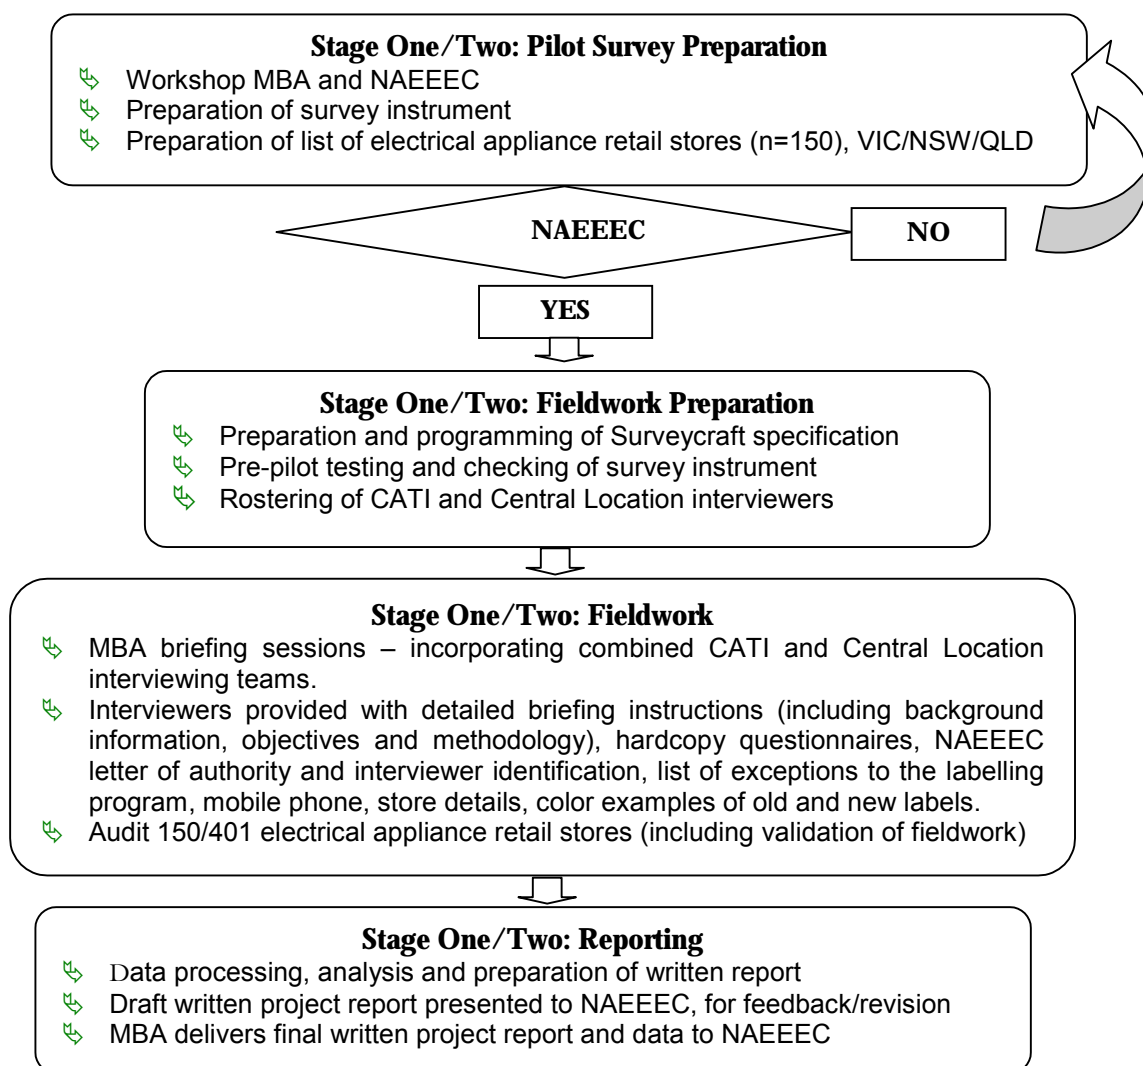 Stage One/Two: Pilot Survey Preparation
Workshop MBA and NAEEEC
Preparation of survey instrument
Preparation of list of electrical appliance retail stores (n=150), VIC/NSW/QLD
NAEEEC
NO
YES
Stage One/Two: Fieldwork Preparation
Preparation and programming of Surveycraft specification
Pre-pilot testing and checking of survey instrument
Rostering of CATI and Central Location interviewers
Stage One/Two: Fieldwork
MBA briefing sessions – incorporating combined CATI and Central Location
interviewing teams.
Interviewers provided with detailed briefing instructions (including background
information, objectives and methodology), hardcopy questionnaires, NAEEEC
letter of authority and interviewer identification, list of exceptions to the labelling
program, mobile phone, store details, color examples of old and new labels.
Audit 150/401 electrical appliance retail stores (including validation of fieldwork)
Stage One/Two: Reporting
Data processing, analysis and preparation of written report
Draft written project report presented to NAEEEC, for feedback/revision
MBA delivers final written project report and data to NAEEEC